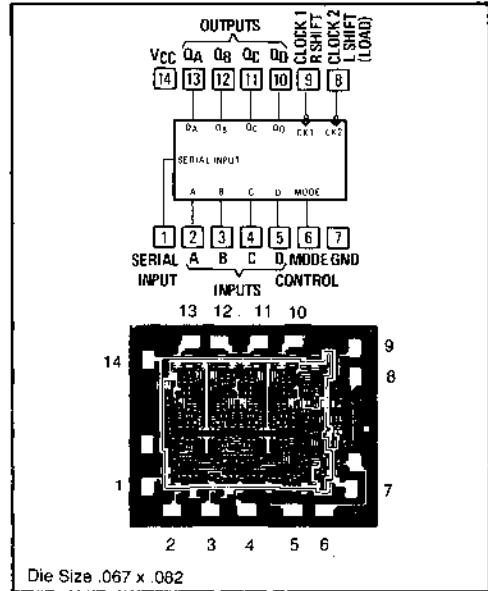 OUTPUTS
VCC QA QB QC QD CLOCK 1 R SHIFT CLOCK 2 L SHIFT (LOAD)
14 13 12 11 10 9 8
QA QB QC QD CK1 CK2
SERIAL INPUT
A B C D MODE
1 2 3 4 5 6 7
SERIAL INPUT A B C D MODE CONTROL GND
INPUTS
13 12 11 10
14 9
8
1 7
2 3 4 5 6
Die Size .067 x .082